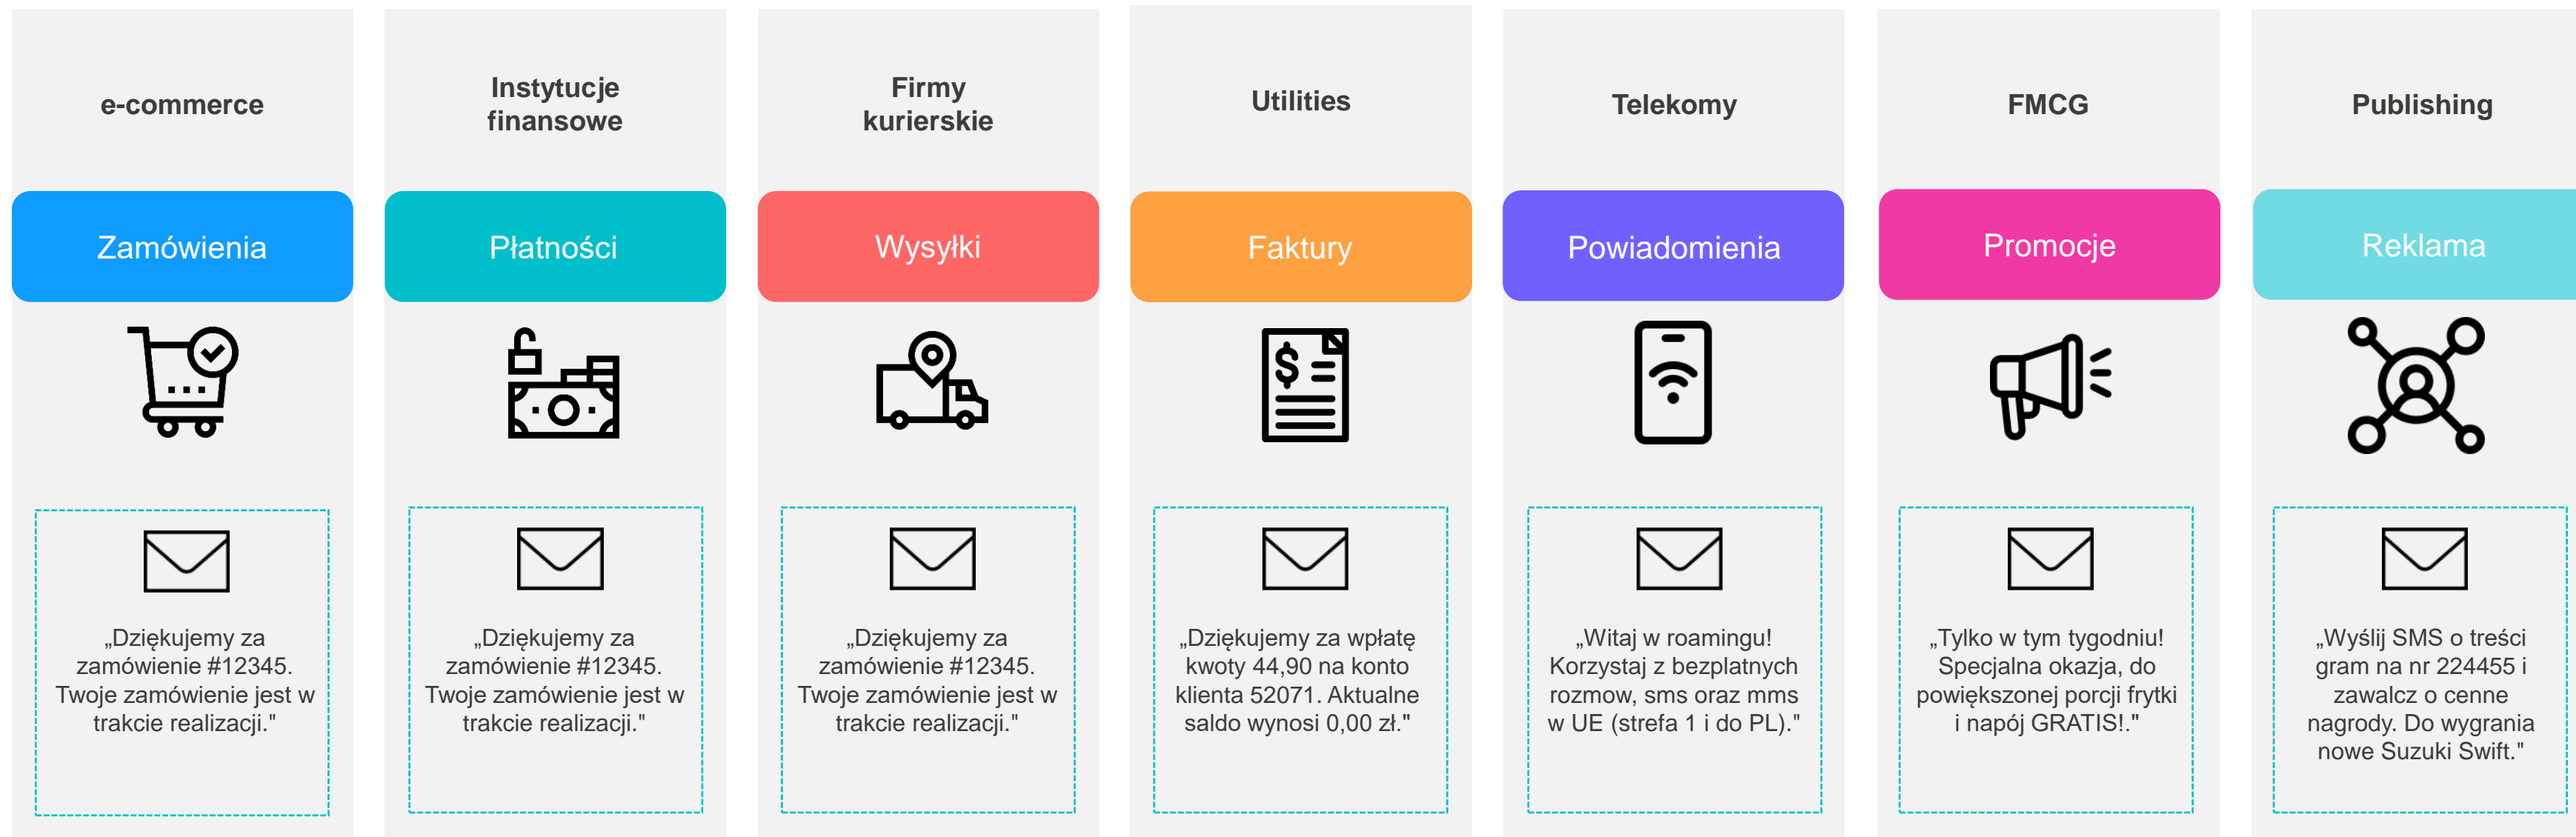 e-commerce
Zamówienia
„Dziękujemy za
zamówienie #12345.
Twoje zamówienie jest w
trakcie realizacji."
Instytucje
finansowe
Płatności
„Dziękujemy za
zamówienie #12345.
Twoje zamówienie jest w
trakcie realizacji."
Firmy
kurierskie
Wysyłki
„Dziękujemy za
zamówienie #12345.
Twoje zamówienie jest w
trakcie realizacji."
Utilities
Faktury
„Dziękujemy za wpłatę
kwoty 44,90 na konto
klienta 52071. Aktualne
saldo wynosi 0,00 zł."
Telekomy
Powiadomienia
„Witaj w roamingu!
Korzystaj z bezplatnych
rozmow, sms oraz mms
w UE (strefa 1 i do PL)."
FMCG
Promocje
„Tylko w tym tygodniu!
Specjalna okazja, do
powiększonej porcji frytki
i napój GRATIS!."
Publishing
Reklama
„Wyślij SMS o treści
gram na nr 224455 i
zawalcz o cenne
nagrody. Do wygrania
nowe Suzuki Swift."